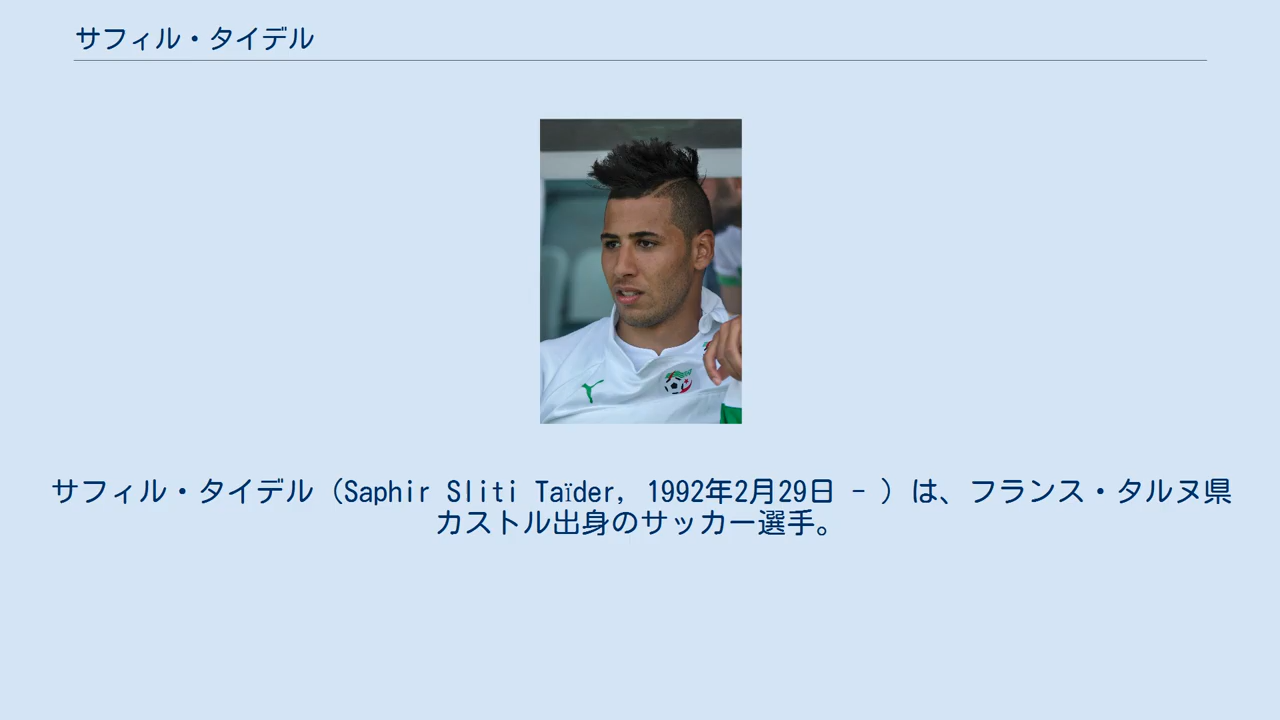 サフィル・タイデル
サフィル・タイデル（Saphir Sliti Taïder, 1992年2月29日 - ）は、フランス・タルヌ県
カストル出身のサッカー選手。